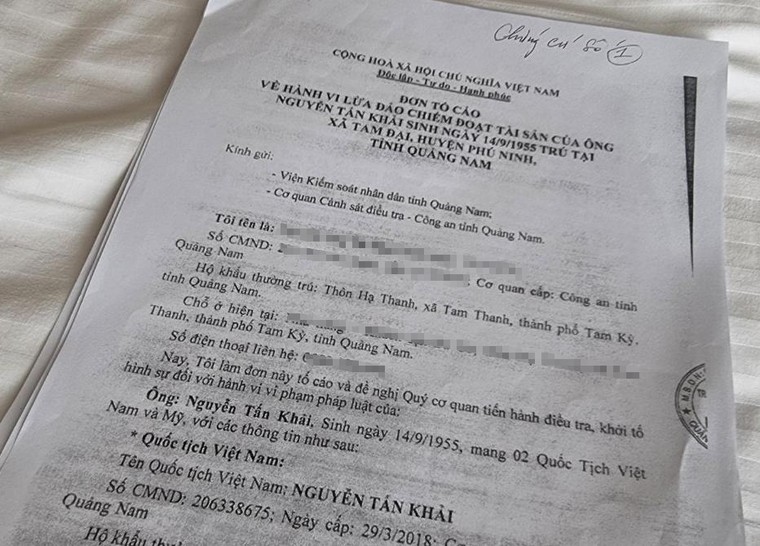 Chứng cứ số 1
CỘNG HOÀ XÃ HỘI CHỦ NGHĨA VIỆT NAM
Độc lập - Tự do - Hạnh phúc
ĐƠN TỐ CÁO
VỀ HÀNH VI LỪA ĐẢO CHIẾM ĐOẠT TÀI SẢN CỦA ÔNG
NGUYỄN TẤN KHẢI SINH NGÀY 14/9/1955 TRÚ TẠI
XÃ TAM ĐẠI, HUYỆN PHÚ NINH,
TỈNH QUẢNG NAM
Kính gửi:
- Viện Kiểm soát nhân dân tỉnh Quảng Nam;
- Cơ quan Cảnh sát điều tra - Công an tỉnh Quảng Nam.
Tôi tên là:
Số CMND: 2 , Cơ quan cấp: Công an tỉnh
Quảng Nam
Hộ khẩu thường trú: Thôn Hạ Thanh, xã Tam Thanh, thành phố Tam Kỳ,
tỉnh Quảng Nam.
Chỗ ở hiện tại:
Thanh, thành phố Tam Kỳ, tỉnh Quảng Nam.
Số điện thoại liên hệ:
Nay, Tôi làm đơn này tố cáo và đề nghị Quý cơ quan tiến hành điều tra, khởi tố
hình sự đối với hành vi vi phạm pháp luật của:
Ông: Nguyễn Tấn Khải, Sinh ngày 14/9/1955, mang 02 Quốc Tịch Việt
Nam và Mỹ, với các thông tin như sau:
* Quốc tịch Việt Nam:
Tên Quốc tịch Việt Nam; NGUYỄN TẤN KHẢI
Số CMND: 206338675; Ngày cấp: 29/3/2018;
Quảng Nam
Hộ khẩu thường